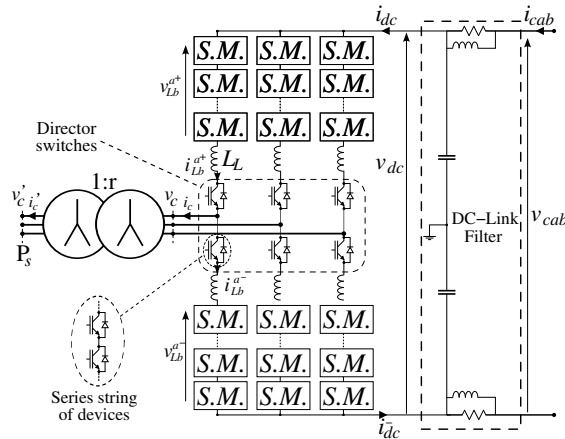 i_dc
i_cab
S.M. S.M. S.M.
v_Lb^a+
S.M. S.M. S.M.
S.M. S.M. S.M.
Director
switches
i_Lb^a+
L_L
v_dc
1:r
v_c' i_c'
v_c i_c
P_s
DC-Link
Filter
v_cab
i_Lb^a-
S.M. S.M. S.M.
v_Lb^a-
S.M. S.M. S.M.
S.M. S.M. S.M.
Series string
of devices
i_dc^-